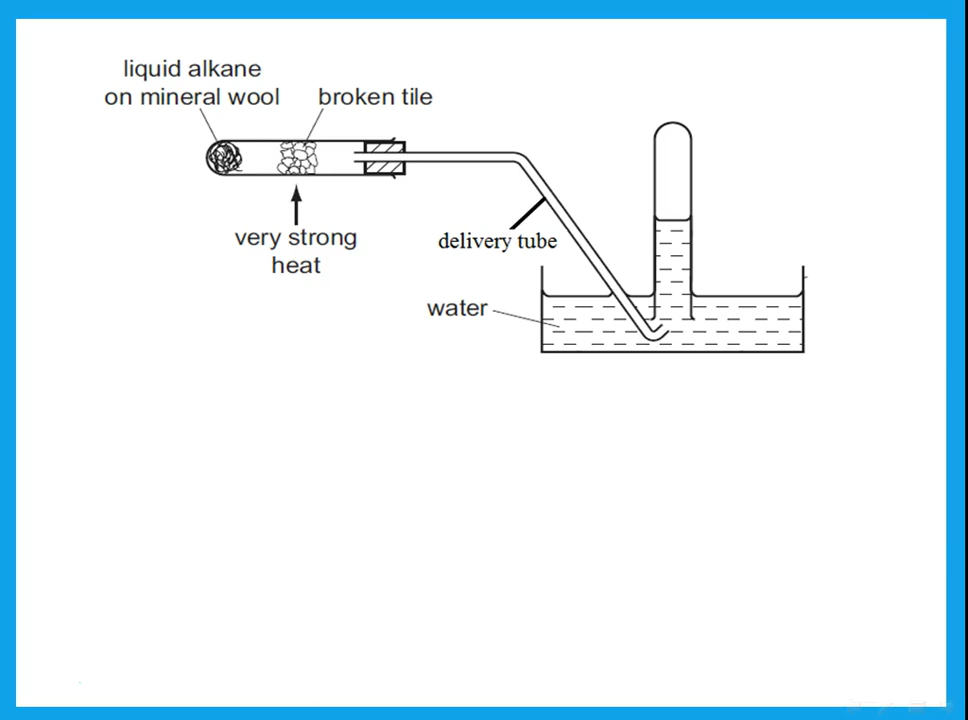 liquid alkane
on mineral wool
broken tile
very strong
heat
delivery tube
water